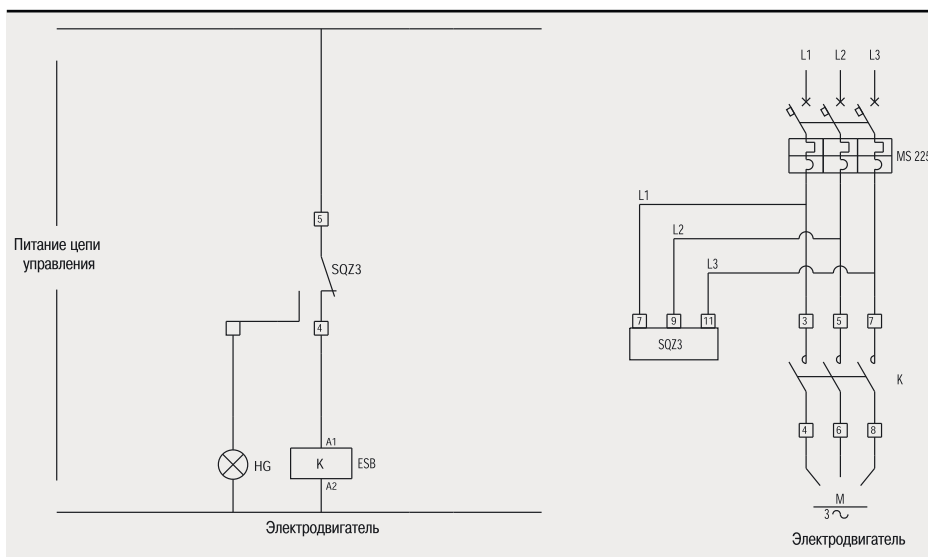 L1 L2 L3
MS 225
L1
L2
L3
5
Питание цепи
управления
SQZ3
4
7 9 11 3 5 7
SQZ3
K
4 6 8
A1
HG K ESB
A2
M
3
Электродвигатель
Электродвигатель